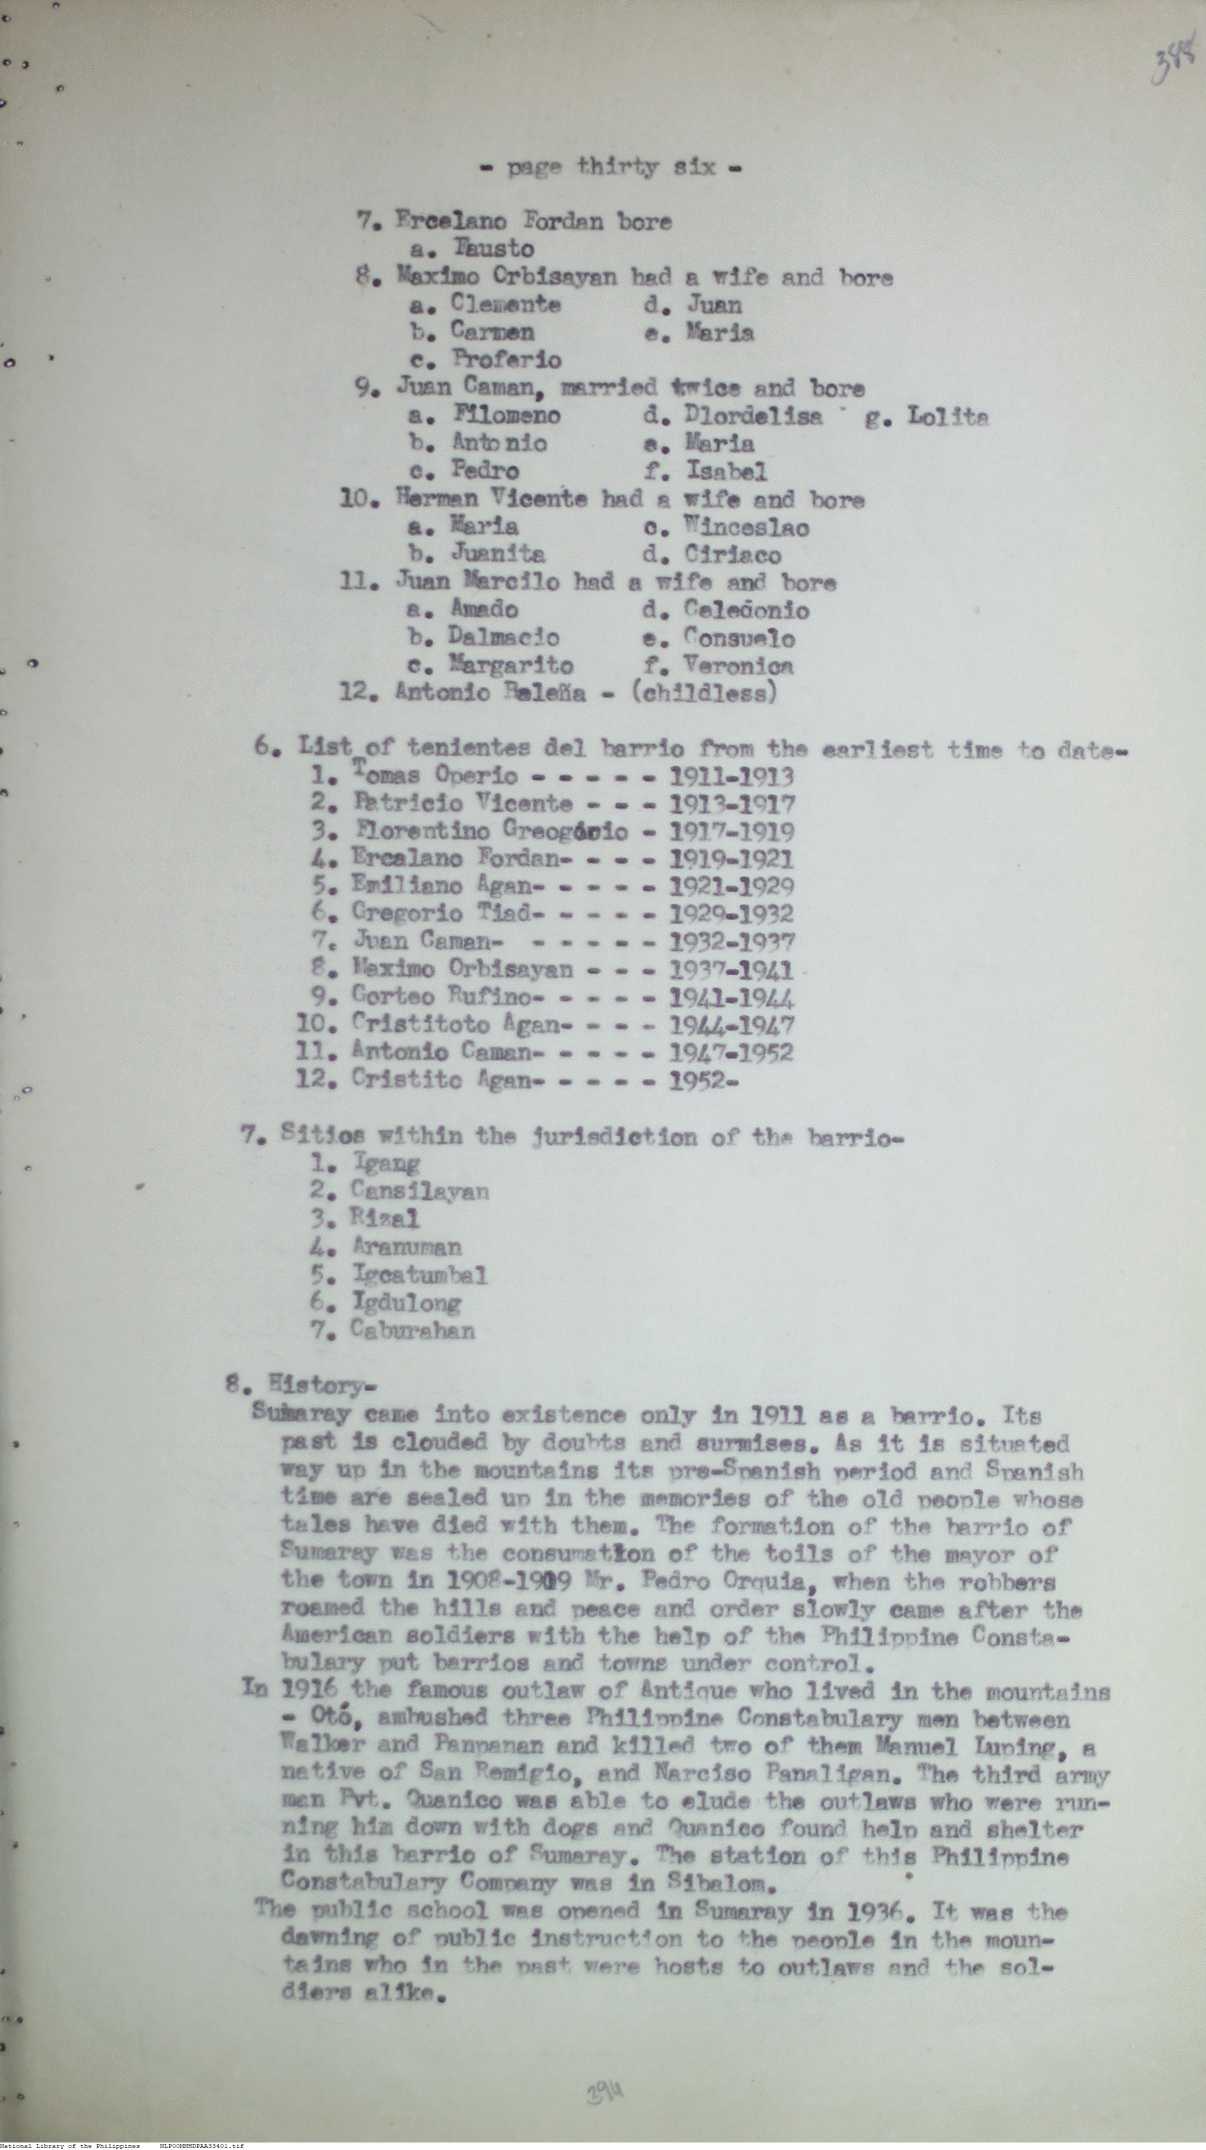 388
- page thirty six -
7. Ercelano Fordan bore
a. Fausto
8. Maximo Orbisayan had a wife and bore
a. Clemente d. Juan
b. Carmen e. Maria
c. Proferio
9. Juan Caman, married twice and bore
a. Filomeno d. Dlordelisa g. Lolita
b. Antonio e. Maria
c. Pedro f. Isabel
10. Herman Vicente had a wife and bore
a. Maria c. Winceslao
b. Juanita d. Ciriaco
11. Juan Marcilo had a wife and bore
a. Amado d. Celedonio
b. Dalmacio e. Consuelo
c. Margarito f. Veronica
12. Antonio Releña - (childless)
6. List of tenientes del barrio from the earliest time to date-
1. Tomas Operio - - - - - 1911-1913
2. Patricio Vicente - - - 1913-1917
3. Florentino Greogório - 1917-1919
4. Ercelano Fordan- - - - 1919-1921
5. Emiliano Agan- - - - - 1921-1929
6. Gregorio Tiad- - - - - 1929-1932
7. Juan Caman- - - - - - 1932-1937
8. Maximo Orbisayan - - - 1937-1941
9. Gorteo Rufino- - - - - 1941-1944
10. Cristitoto Agan- - - - 1944-1947
11. Antonio Caman- - - - - 1947-1952
12. Cristito Agan- - - - - 1952-
7. Sitios within the jurisdiction of the barrio-
1. Igang
2. Cansilayan
3. Rizal
4. Aranuman
5. Igcatumbal
6. Igdulong
7. Caburahan
8. History-
Sumaray came into existence only in 1911 as a barrio. Its
past is clouded by doubts and surmises. As it is situated
way up in the mountains its pre-Spanish period and Spanish
time are sealed up in the memories of the old people whose
tales have died with them. The formation of the barrio of
Sumaray was the consumation of the toils of the mayor of
the town in 1908-1909 Mr. Pedro Orquia, when the robbers
roamed the hills and peace and order slowly came after the
American soldiers with the help of the Philippine Consta-
bulary put barrios and towns under control.
In 1916 the famous outlaw of Antique who lived in the mountains
- Otó, ambushed three Philippine Constabulary men between
Walker and Panpanan and killed two of them Manuel Luping, a
native of San Remigio, and Narciso Panaligan. The third army
man Pvt. Quanico was able to elude the outlaws who were run-
ning him down with dogs and Quanico found help and shelter
in this barrio of Sumaray. The station of this Philippine
Constabulary Company was in Sibalom.
The public school was opened in Sumaray in 1936. It was the
dawning of public instruction to the people in the moun-
tains who in the past were hosts to outlaws and the sol-
diers alike.
394
National Library of the Philippines NLPOOMHMDPAA33401.tif